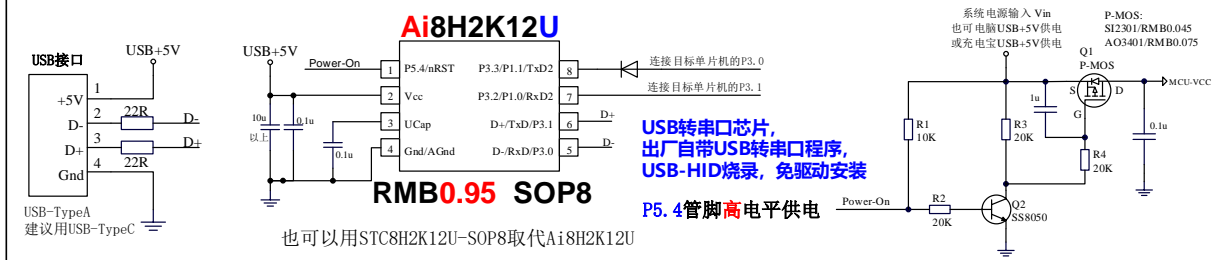 USB接口
USB+5V
1
+5V
2
22R
D-
D-
3
D+
D+
4
22R
Gnd
USB-TypeA
建议用USB-TypeC
Ai8H2K12U
USB+5V
Power-On
1
P5.4/nRST
P3.3/P1.1/TxD2
8
连接目标单片机的P3.0
2
Vcc
P3.2/P1.0/RxD2
7
连接目标单片机的P3.1
10u
以上
0.1u
3
UCap
D+/TxD/P3.1
6
D+
0.1u
4
Gnd/AGnd
D-/RxD/P3.0
5
D-
RMB0.95 SOP8
也可以用STC8H2K12U-SOP8取代Ai8H2K12U
USB转串口芯片,
出厂自带USB转串口程序,
USB-HID烧录，免驱动安装
P5.4管脚高电平供电
系统电源输入 Vin
也可电脑USB+5V供电
或充电宝USB+5V供电
P-MOS:
SI2301/RMB0.045
AO3401/RMB0.075
Q1
P-MOS
S
D
G
MCU-VCC
1u
0.1u
R1
10K
R3
20K
R4
20K
Power-On
R2
20K
Q2
SS8050